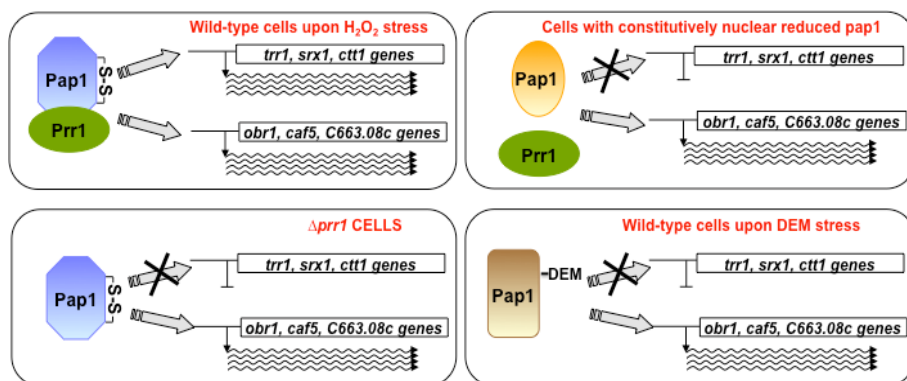 Wild-type cells upon H₂O₂ stress
Pap1
S-S
Prr1
trr1, srx1, ctt1 genes
obr1, caf5, C663.08c genes
Cells with constitutively nuclear reduced pap1
Pap1
Prr1
trr1, srx1, ctt1 genes
obr1, caf5, C663.08c genes
Δprr1 CELLS
Pap1
S-S
trr1, srx1, ctt1 genes
obr1, caf5, C663.08c genes
Wild-type cells upon DEM stress
Pap1
-DEM
trr1, srx1, ctt1 genes
obr1, caf5, C663.08c genes